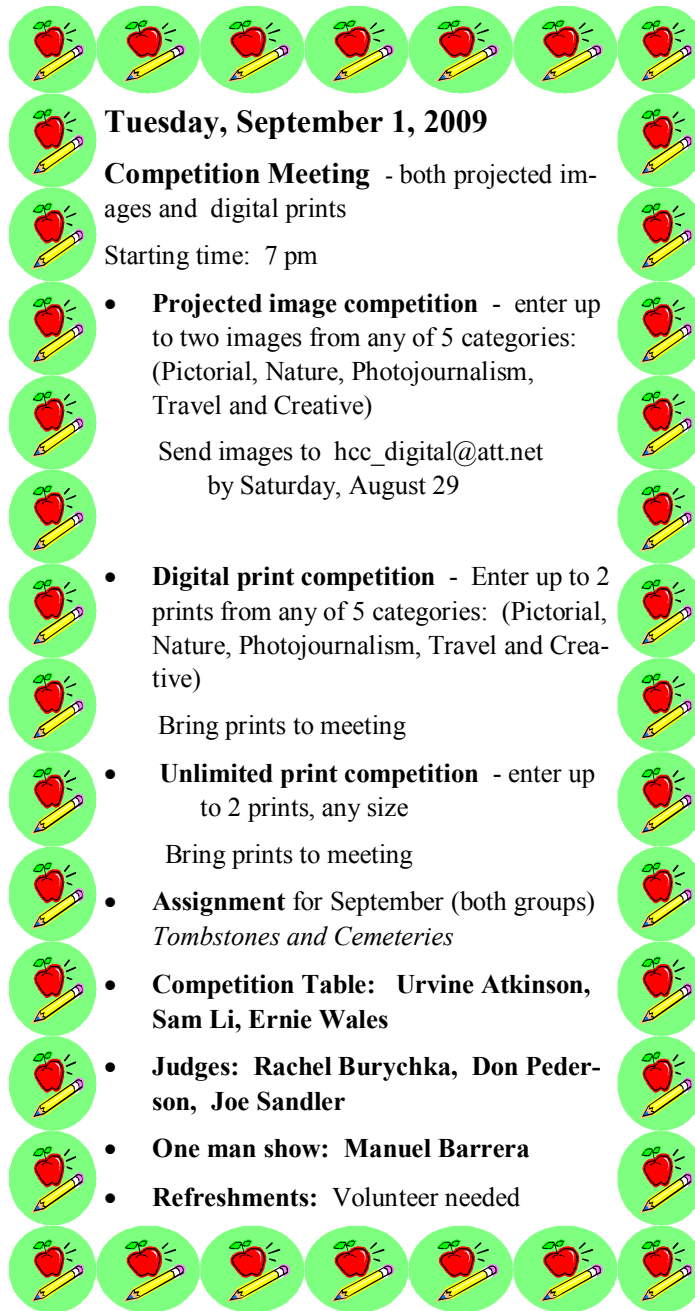 Tuesday, September 1, 2009
Competition Meeting - both projected im-
ages and digital prints
Starting time: 7 pm
• Projected image competition - enter up
to two images from any of 5 categories:
(Pictorial, Nature, Photojournalism,
Travel and Creative)
Send images to hcc_digital@att.net
by Saturday, August 29
• Digital print competition - Enter up to 2
prints from any of 5 categories: (Pictorial,
Nature, Photojournalism, Travel and Crea-
tive)
Bring prints to meeting
• Unlimited print competition - enter up
to 2 prints, any size
Bring prints to meeting
• Assignment for September (both groups)
Tombstones and Cemeteries
• Competition Table: Urvine Atkinson,
Sam Li, Ernie Wales
• Judges: Rachel Burychka, Don Peder-
son, Joe Sandler
• One man show: Manuel Barrera
• Refreshments: Volunteer needed